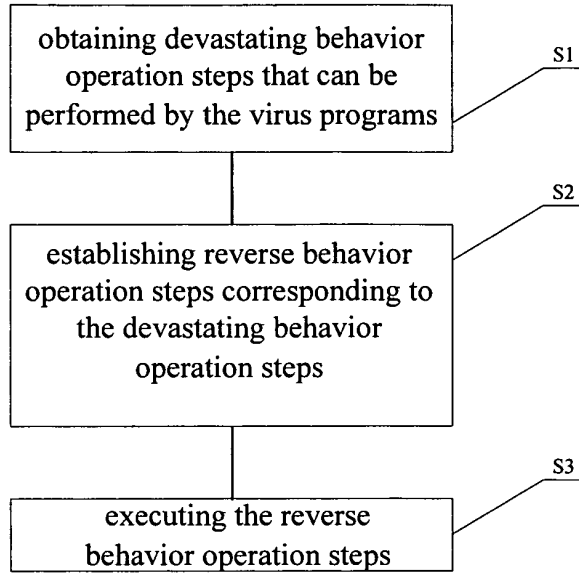 obtaining devastating behavior
operation steps that can be
performed by the virus programs
S1
establishing reverse behavior
operation steps corresponding to
the devastating behavior
operation steps
S2
executing the reverse
behavior operation steps
S3